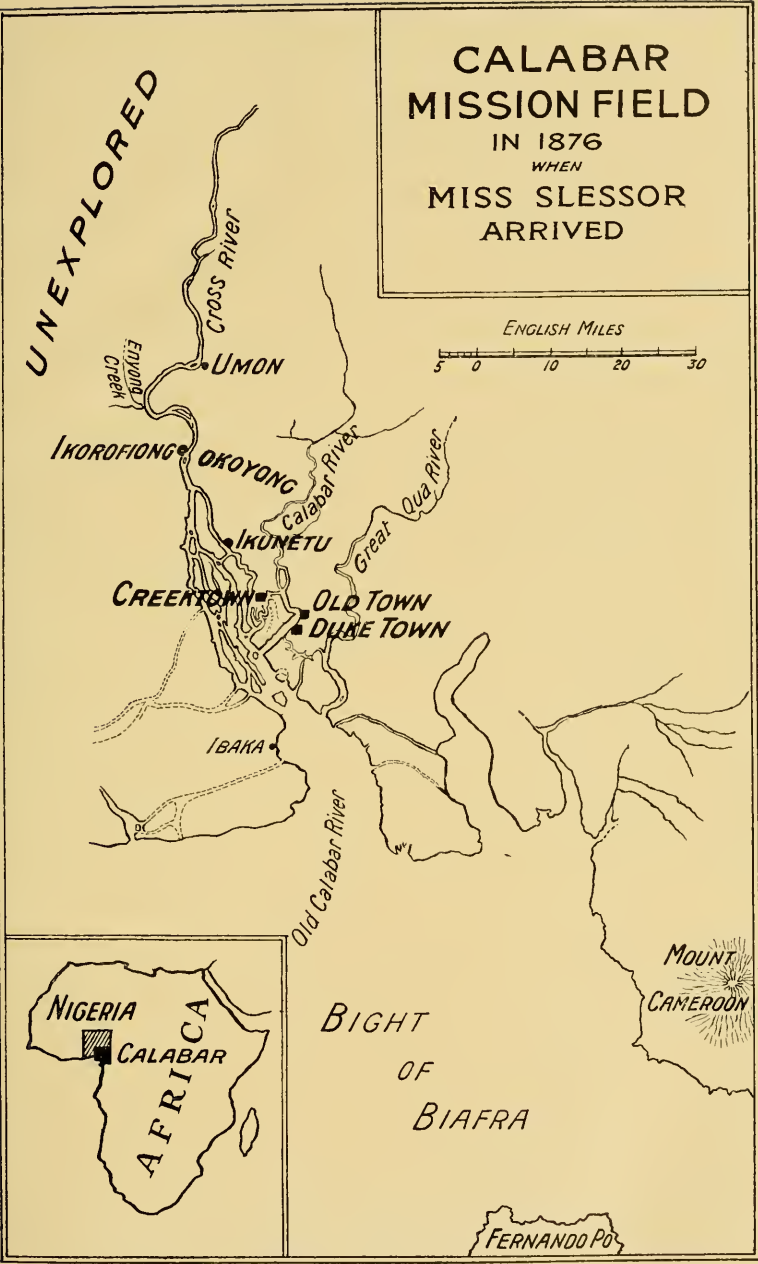 CALABAR
MISSION FIELD
IN 1876
WHEN
MISS SLESSOR
ARRIVED
UNEXPLORED
Cross River
ENGLISH MILES
5 0 10 20 30
Enyong
Creek
UMON
IKOROFIONG
OKOYONG
Calabar River
Great Qua River
IKUNETU
CREEKTOWN
OLD TOWN
DUKE TOWN
IBAKA
Old Calabar River
MOUNT
CAMEROON
NIGERIA
CALABAR
AFRICA
BIGHT
OF
BIAFRA
FERNANDO PO